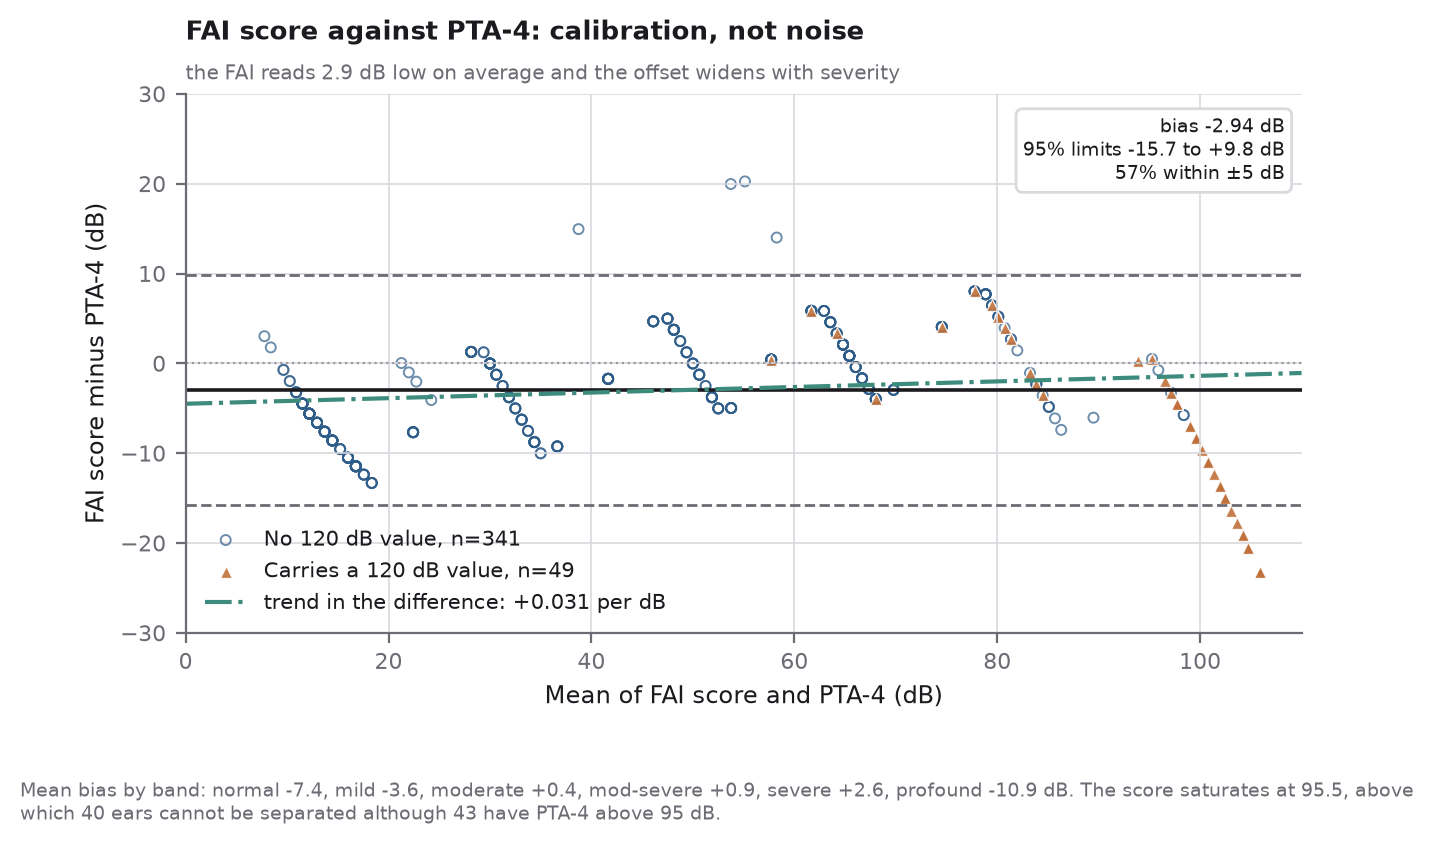 FAI score against PTA-4: calibration, not noise
the FAI reads 2.9 dB low on average and the offset widens with severity
bias -2.94 dB
95% limits -15.7 to +9.8 dB
57% within ±5 dB
FAI score minus PTA-4 (dB)
30
20
10
0
−10
−20
−30
No 120 dB value, n=341
Carries a 120 dB value, n=49
trend in the difference: +0.031 per dB
0 20 40 60 80 100
Mean of FAI score and PTA-4 (dB)
Mean bias by band: normal -7.4, mild -3.6, moderate +0.4, mod-severe +0.9, severe +2.6, profound -10.9 dB. The score saturates at 95.5, above
which 40 ears cannot be separated although 43 have PTA-4 above 95 dB.